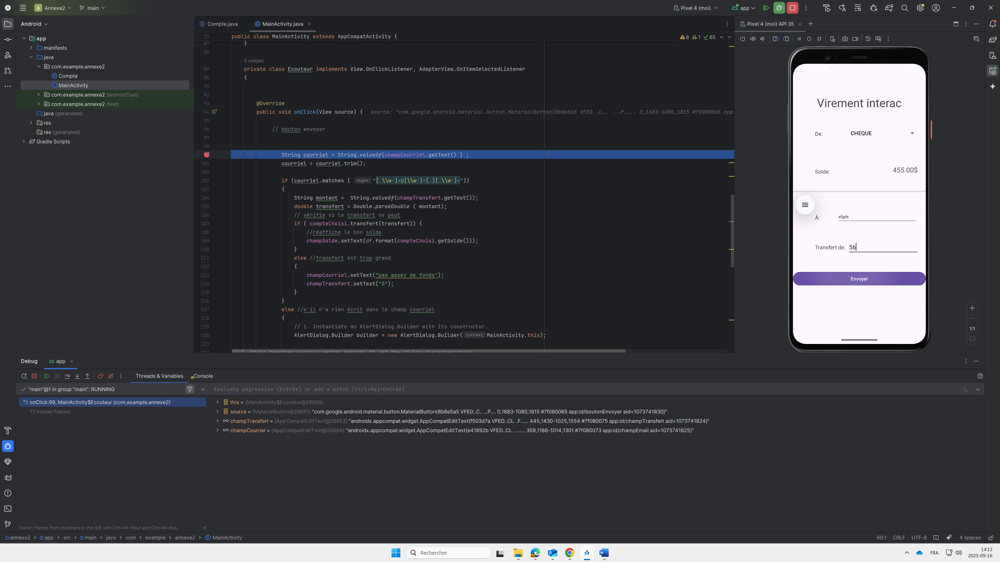 A Annexe2 main Pixel 4 (moi) app
Android
app
manifests
java
com.example.annexe2
Compte
MainActivity
com.example.annexe2 (androidTest)
com.example.annexe2 (test)
java (generated)
res
res (generated)
Gradle Scripts
Compte.java MainActivity.java
23 public class MainActivity extends AppCompatActivity { 8 1 65
87 }
88
2 usages
89 private class Ecouteur implements View.OnClickListener, AdapterView.OnItemSelectedListener
90 {
91
92
93 @Override
94 public void onClick(View source) { source: "com.google.android.material.button.MaterialButton{8b8e5a5 VFED..C.. ...P.... 0,1683-1080,1815 #7f080065 app:
95
96 // bouton envoyer
97
98
String courriel = String.valueOf(champCourriel.getText() ) ;
100 courriel = courriel.trim();
101
102 if (courriel.matches ( regex: "[.\\w-]+@[\\w-]+[.][.\\w-]+"))
103 {
104 String montant =  String.valueOf(champTransfert.getText());
105 double transfert = Double.parseDouble ( montant);
106 // vérifie si le transfert se peut
107 if ( compteChoisi.transfert(transfert)) {
108 //réaffiche le bon solde
109 champSolde.setText(df.format(compteChoisi.getSolde()));
110 }
111 else //transfert est trop grand
112 {
113 champCourriel.setText("pas assez de fonds");
114 champTransfert.setText("0");
115 }
116 }
117 else //s'il n'a rien écrit dans le champ courriel
118 {
119 // 1. Instantiate an AlertDialog.Builder with its constructor.
120 AlertDialog.Builder builder = new AlertDialog.Builder( context: MainActivity.this);
121
122 // 2. Chain together various setter methods to set the dialog characteristics
Pixel 4 (moi) API 35
Virement interac
De: CHEQUE
Solde: 455.00$
À: sfgds
Transfert de: 56
Envoyer
1:1
Debug app
Threads & Variables Console
"main"@1 in group "main": RUNNING
Evaluate expression (Entrée) or add a watch (Ctrl+Maj+Entrée)
onClick:99, MainActivity$Ecouteur (com.example.annexe2)
13 hidden frames
this = {MainActivity$Ecouteur@28659}
source = {MaterialButton@28661} "com.google.android.material.button.MaterialButton{8b8e5a5 VFED..C.. ...P.... 0,1683-1080,1815 #7f080065 app:id/boutonEnvoyer aid=1073741830}"
champTransfert = {AppCompatEditText@28663} "androidx.appcompat.widget.AppCompatEditText{f503d7a VFED..CL. .F...... 445,1430-1025,1554 #7f080075 app:id/champTransfert aid=1073741824}"
champCourriel = {AppCompatEditText@28664} "androidx.appcompat.widget.AppCompatEditText{e41892b VFED..CL. ........ 359,1188-1014,1301 #7f080073 app:id/champEmail aid=1073741825}"
Switch frames from anywhere in the IDE with Ctrl+Alt+Haut and Ctrl+Alt+Bas
annexe2 > app > src > main > java > com > example > annexe2 > MainActivity
99:1 CRLF UTF-8 4 spaces
Rechercher
FRA
14:12
2025-09-16